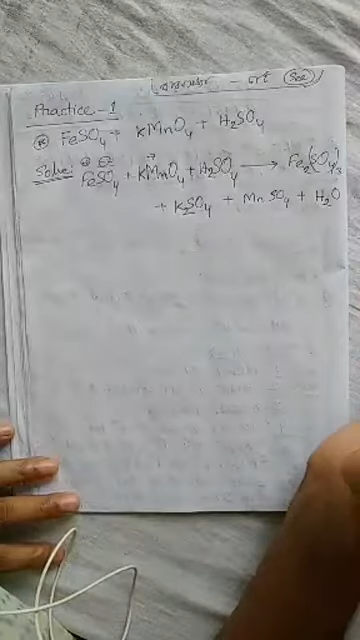 Practice-1
FeSO4 + KMnO4 + H2SO4
Solve: FeSO4 + KMnO4 + H2SO4 → Fe2(SO4)3
+ K2SO4 + MnSO4 + H2O